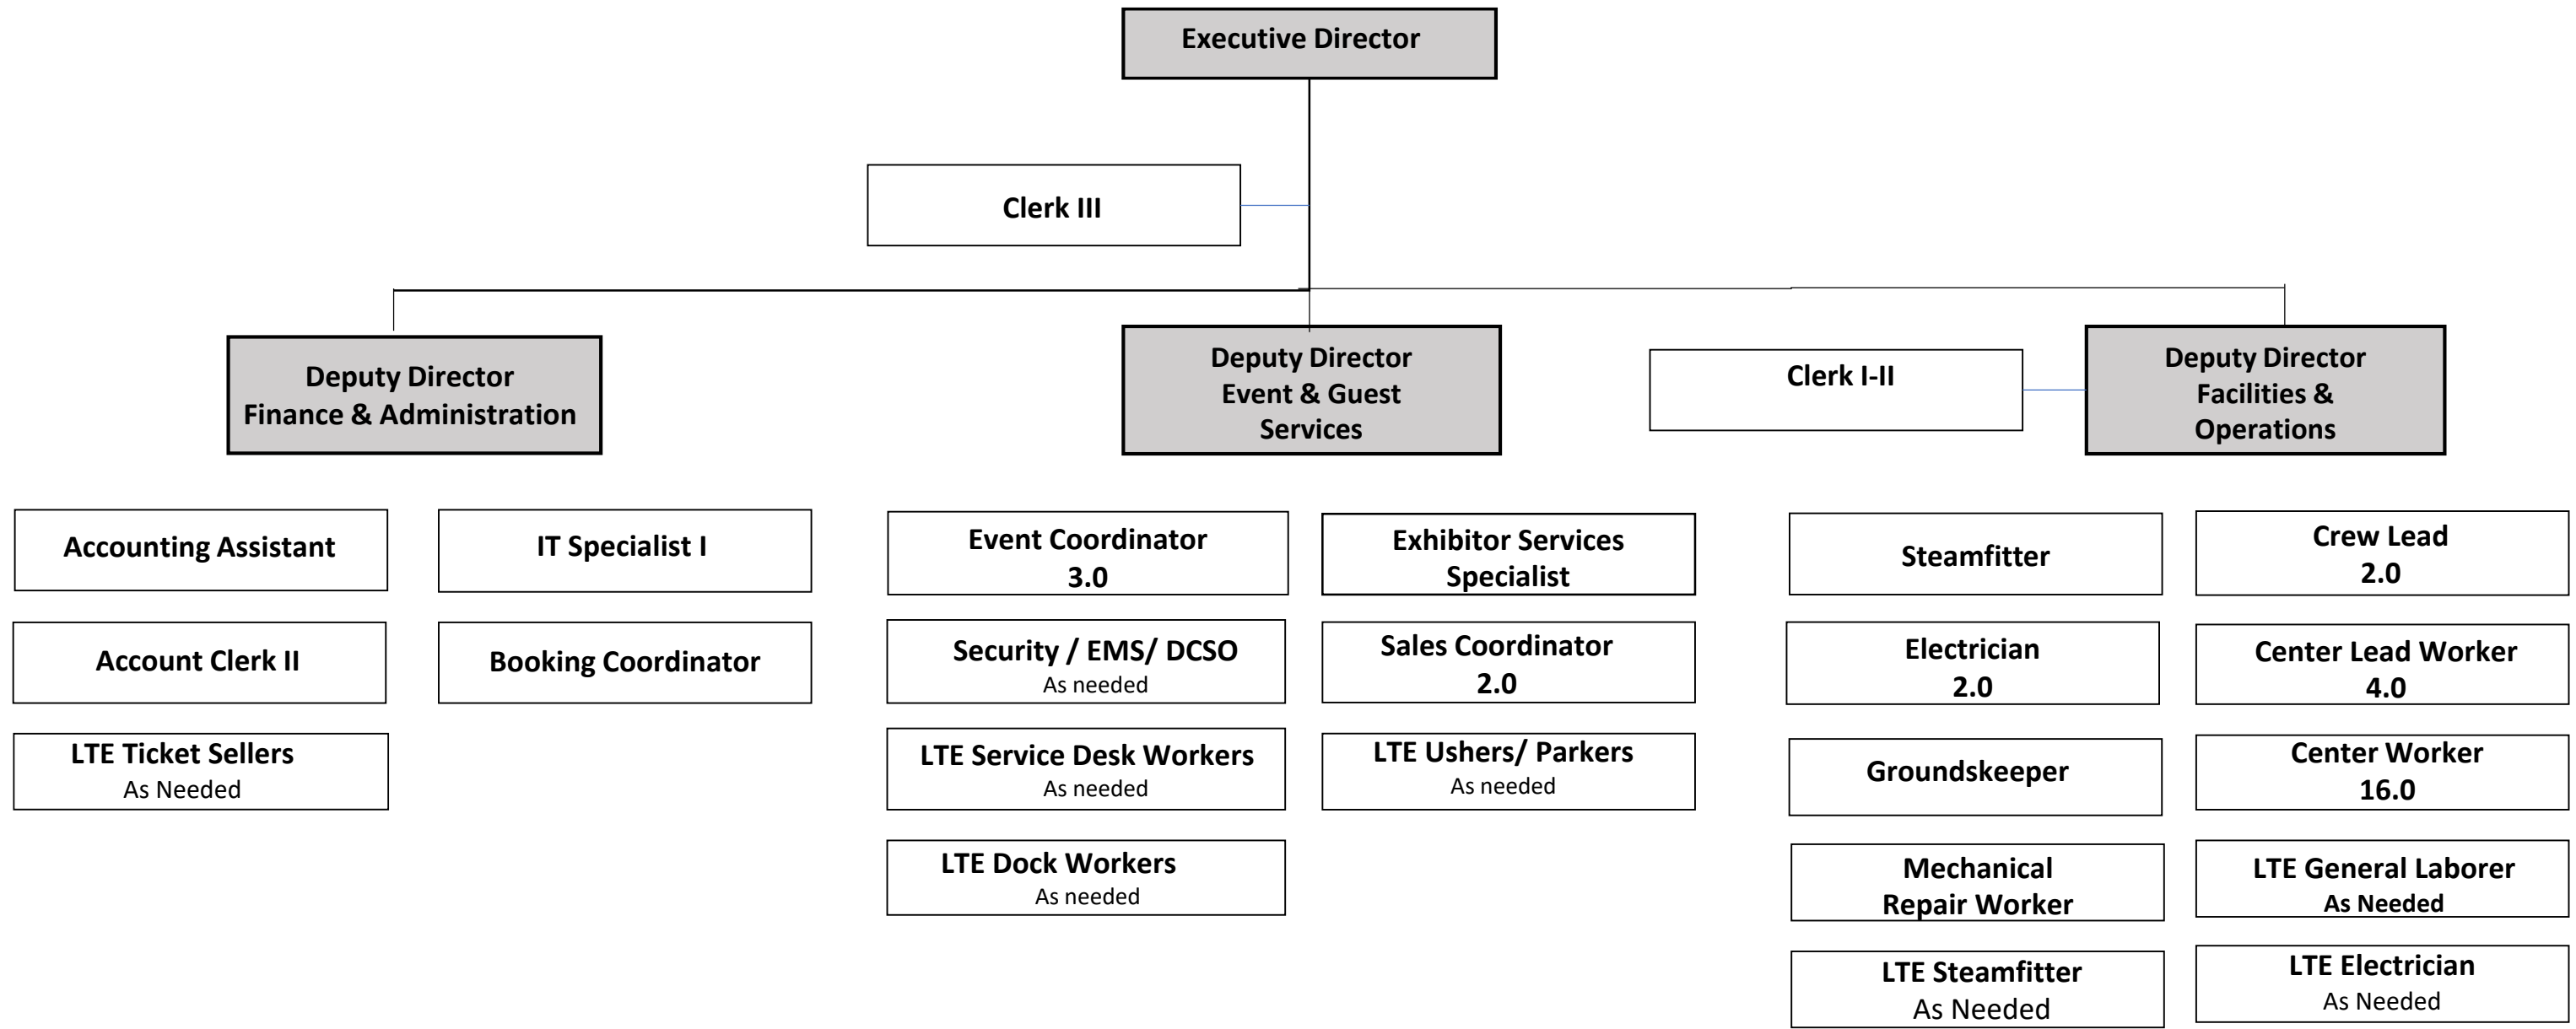 Executive Director
Clerk III
Deputy Director
Finance & Administration
Deputy Director
Event & Guest
Services
Clerk I-II
Deputy Director
Facilities &
Operations
Accounting Assistant
IT Specialist I
Account Clerk II
Booking Coordinator
LTE Ticket Sellers
As Needed
Event Coordinator
3.0
Exhibitor Services
Specialist
Security / EMS/ DCSO
As needed
Sales Coordinator
2.0
LTE Service Desk Workers
As needed
LTE Ushers/ Parkers
As needed
LTE Dock Workers
As needed
Steamfitter
Crew Lead
2.0
Electrician
2.0
Center Lead Worker
4.0
Groundskeeper
Center Worker
16.0
Mechanical
Repair Worker
LTE General Laborer
As Needed
LTE Steamfitter
As Needed
LTE Electrician
As Needed